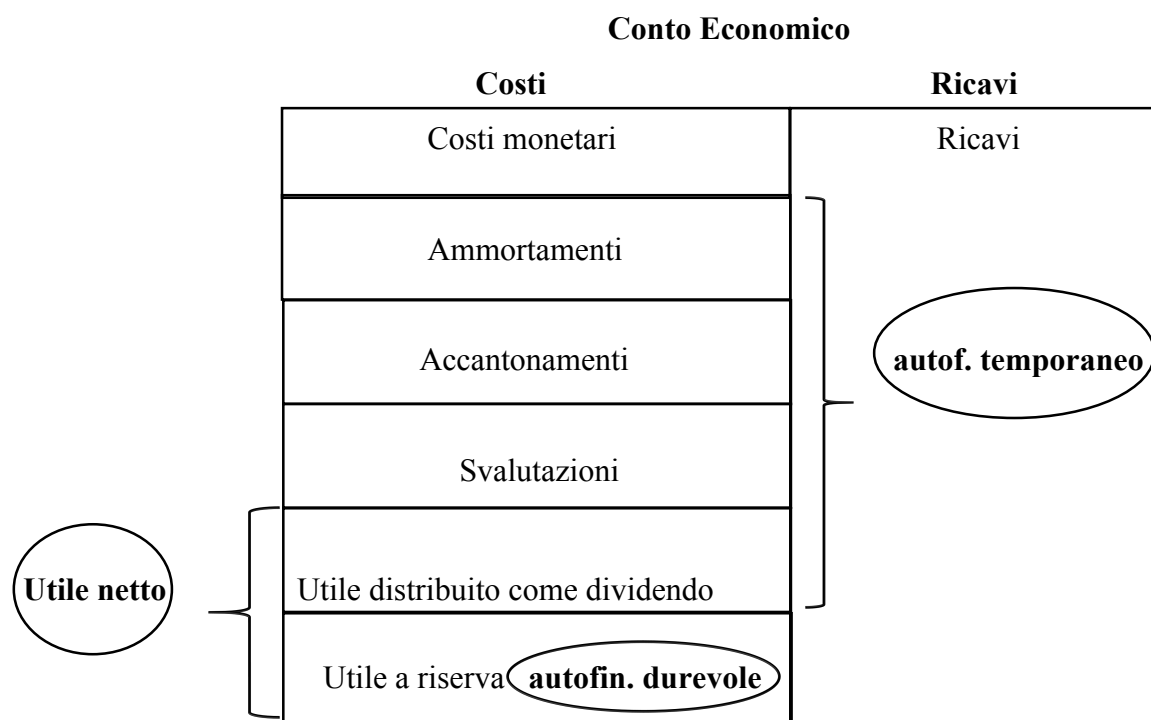 Conto Economico
Costi Ricavi
Costi monetari Ricavi
Ammortamenti
Accantonamenti autof. temporaneo
Svalutazioni
Utile netto Utile distribuito come dividendo
Utile a riserva autofin. durevole